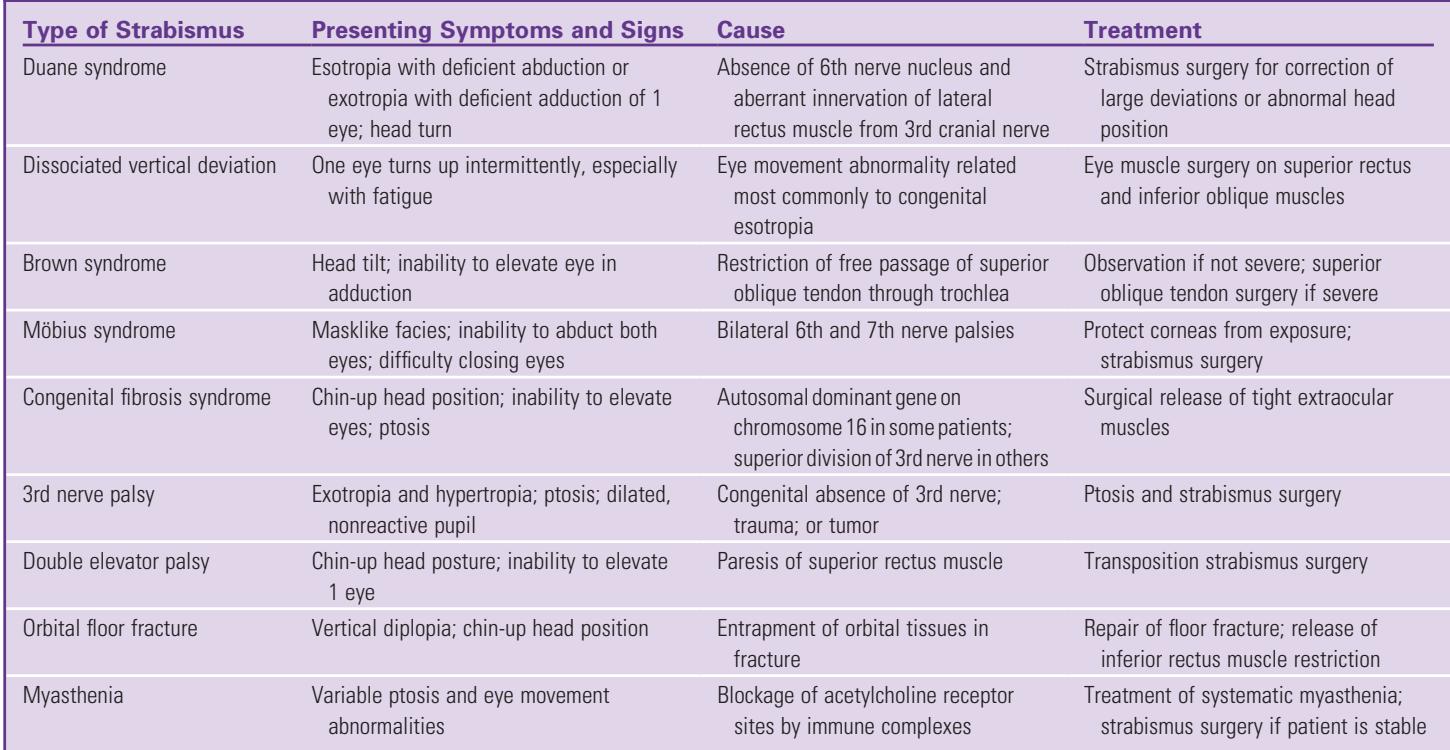 Type of Strabismus Presenting Symptoms and Signs Cause Treatment
Duane syndrome Esotropia with deficient abduction or Absence of 6th nerve nucleus and Strabismus surgery for correction of
exotropia with deficient adduction of 1 aberrant innervation of lateral large deviations or abnormal head
eye; head turn rectus muscle from 3rd cranial nerve position
Dissociated vertical deviation One eye turns up intermittently, especially Eye movement abnormality related Eye muscle surgery on superior rectus
with fatigue most commonly to congenital and inferior oblique muscles
esotropia
Brown syndrome Head tilt; inability to elevate eye in Restriction of free passage of superior Observation if not severe; superior
adduction oblique tendon through trochlea oblique tendon surgery if severe
Möbius syndrome Masklike facies; inability to abduct both Bilateral 6th and 7th nerve palsies Protect corneas from exposure;
eyes; difficulty closing eyes strabismus surgery
Congenital fibrosis syndrome Chin-up head position; inability to elevate Autosomal dominant gene on Surgical release of tight extraocular
eyes; ptosis chromosome 16 in some patients; muscles
superior division of 3rd nerve in others
3rd nerve palsy Exotropia and hypertropia; ptosis; dilated, Congenital absence of 3rd nerve; Ptosis and strabismus surgery
nonreactive pupil trauma; or tumor
Double elevator palsy Chin-up head posture; inability to elevate Paresis of superior rectus muscle Transposition strabismus surgery
1 eye
Orbital floor fracture Vertical diplopia; chin-up head position Entrapment of orbital tissues in Repair of floor fracture; release of
fracture inferior rectus muscle restriction
Myasthenia Variable ptosis and eye movement Blockage of acetylcholine receptor Treatment of systematic myasthenia;
abnormalities sites by immune complexes strabismus surgery if patient is stable